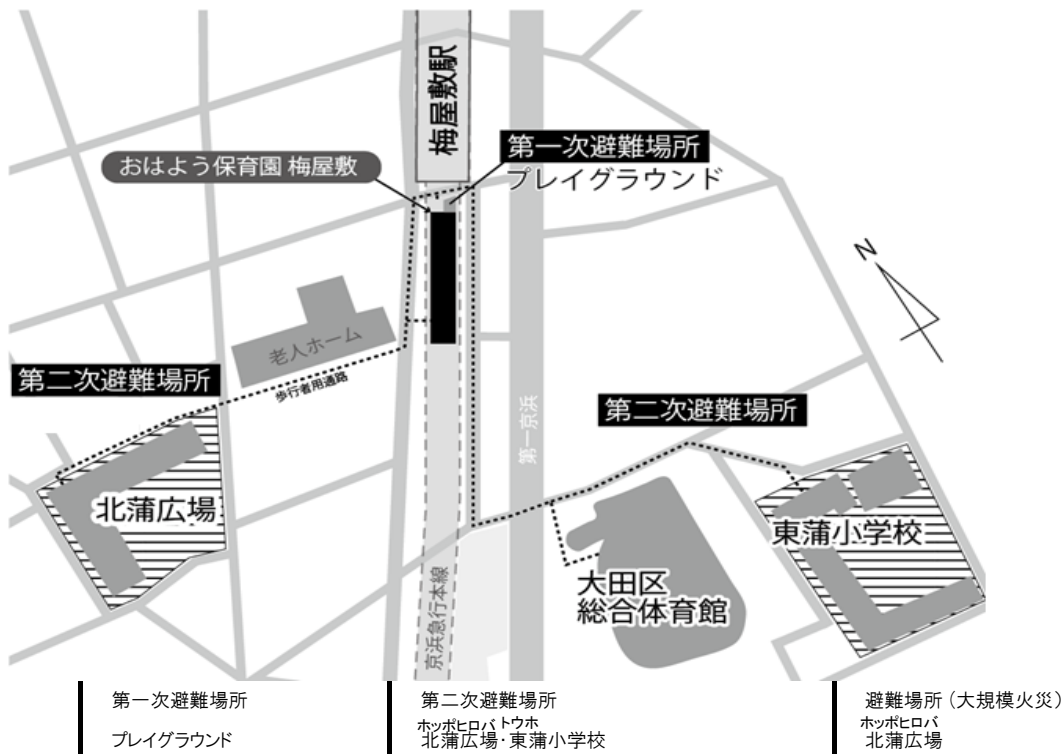 梅屋敷駅
第一次避難場所
プレイグラウンド
おはよう保育園 梅屋敷
N
老人ホーム
歩行者用通路
第二次避難場所
北蒲広場
第一京浜
第二次避難場所
東蒲小学校
大田区
総合体育館
京浜急行本線
第一次避難場所
プレイグラウンド
第二次避難場所
ホッポヒロバ トウホ
北蒲広場・東蒲小学校
避難場所(大規模火災)
ホッポヒロバ
北蒲広場